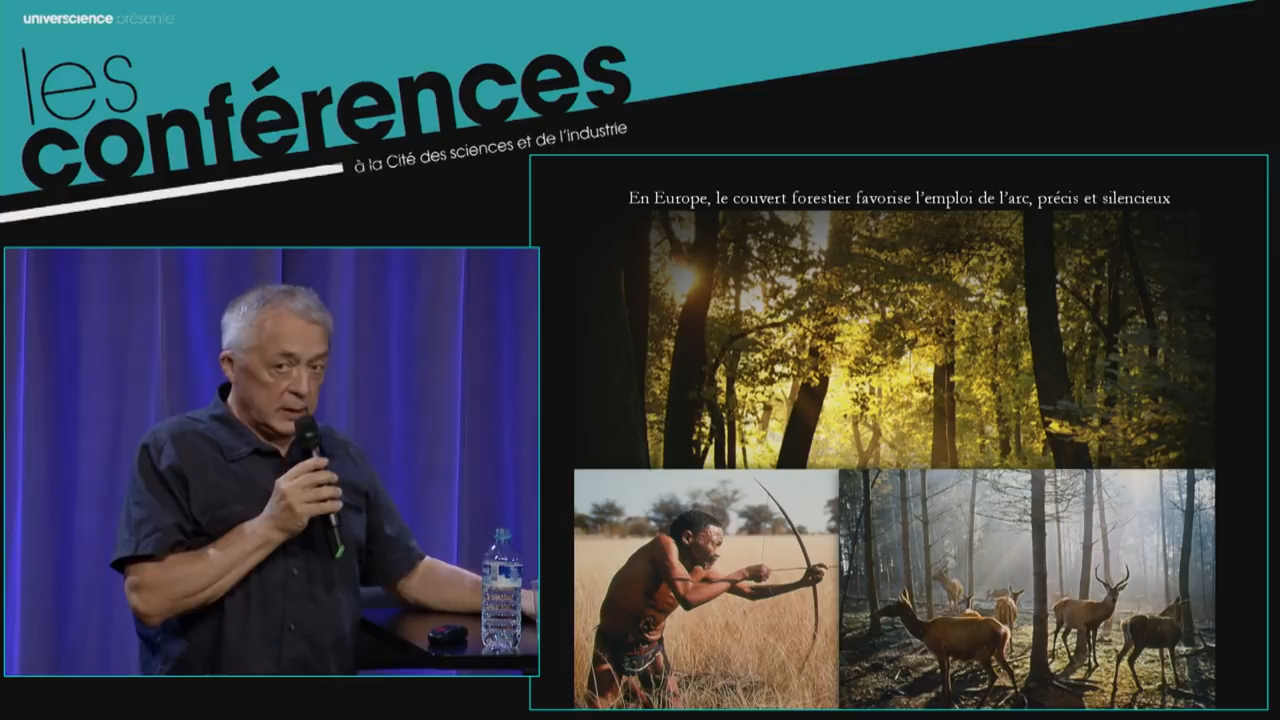 universcience présente
les
conférences
à la Cité des sciences et de l'industrie
En Europe, le couvert forestier favorise l'emploi de l'arc, précis et silencieux